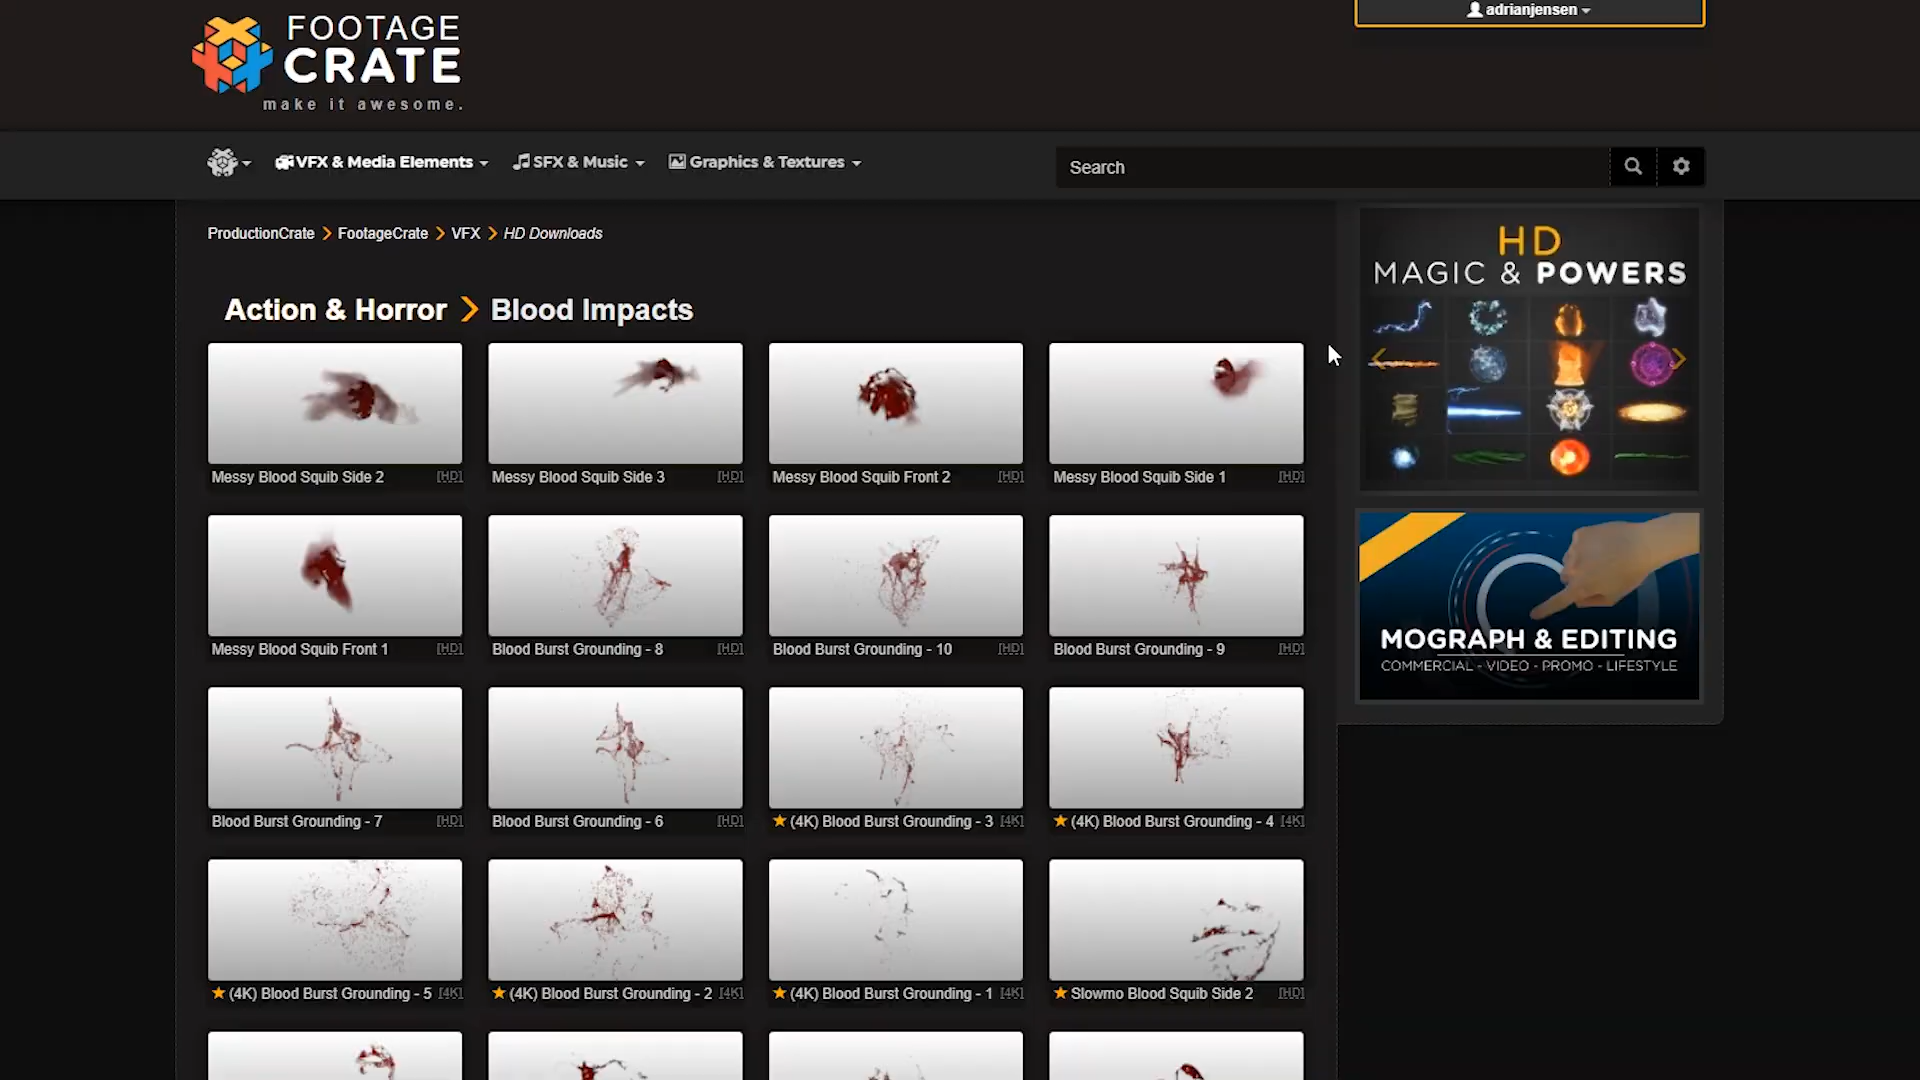 FOOTAGE
CRATE
make it awesome.
adrianjensen
VFX & Media Elements
SFX & Music
Graphics & Textures
Search
ProductionCrate
FootageCrate
VFX
HD Downloads
Action & Horror
Blood Impacts
Messy Blood Squib Side 2 [HD]
Messy Blood Squib Side 3 [HD]
Messy Blood Squib Front 2 [HD]
Messy Blood Squib Side 1 [HD]
Messy Blood Squib Front 1 [HD]
Blood Burst Grounding - 8 [HD]
Blood Burst Grounding - 10 [HD]
Blood Burst Grounding - 9 [HD]
Blood Burst Grounding - 7 [HD]
Blood Burst Grounding - 6 [HD]
(4K) Blood Burst Grounding - 3 [4K]
(4K) Blood Burst Grounding - 4 [4K]
(4K) Blood Burst Grounding - 5 [4K]
(4K) Blood Burst Grounding - 2 [4K]
(4K) Blood Burst Grounding - 1 [4K]
Slowmo Blood Squib Side 2 [HD]
HD
MAGIC & POWERS
MOGRAPH & EDITING
COMMERCIAL - VIDEO - PROMO - LIFESTYLE